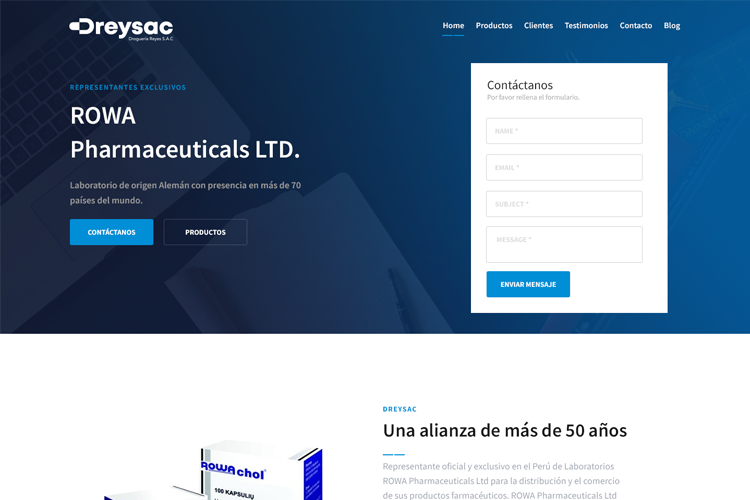 Dreysac
Droguería Reyes S.A.C
Home Productos Clientes Testimonios Contacto Blog
REPRESENTANTES EXCLUSIVOS
ROWA
Pharmaceuticals LTD.
Laboratorio de origen Alemán con presencia en más de 70
países del mundo.
CONTÁCTANOS PRODUCTOS
Contáctanos
Por favor rellena el formulario.
NAME *
EMAIL *
SUBJECT *
MESSAGE *
ENVIAR MENSAJE
DREYSAC
Una alianza de más de 50 años
Representante oficial y exclusivo en el Perú de Laboratorios
ROWA Pharmaceuticals Ltd para la distribución y el comercio
de sus productos farmacéuticos. ROWA Pharmaceuticals Ltd
ROWAchol®
100 KAPSUŁIU